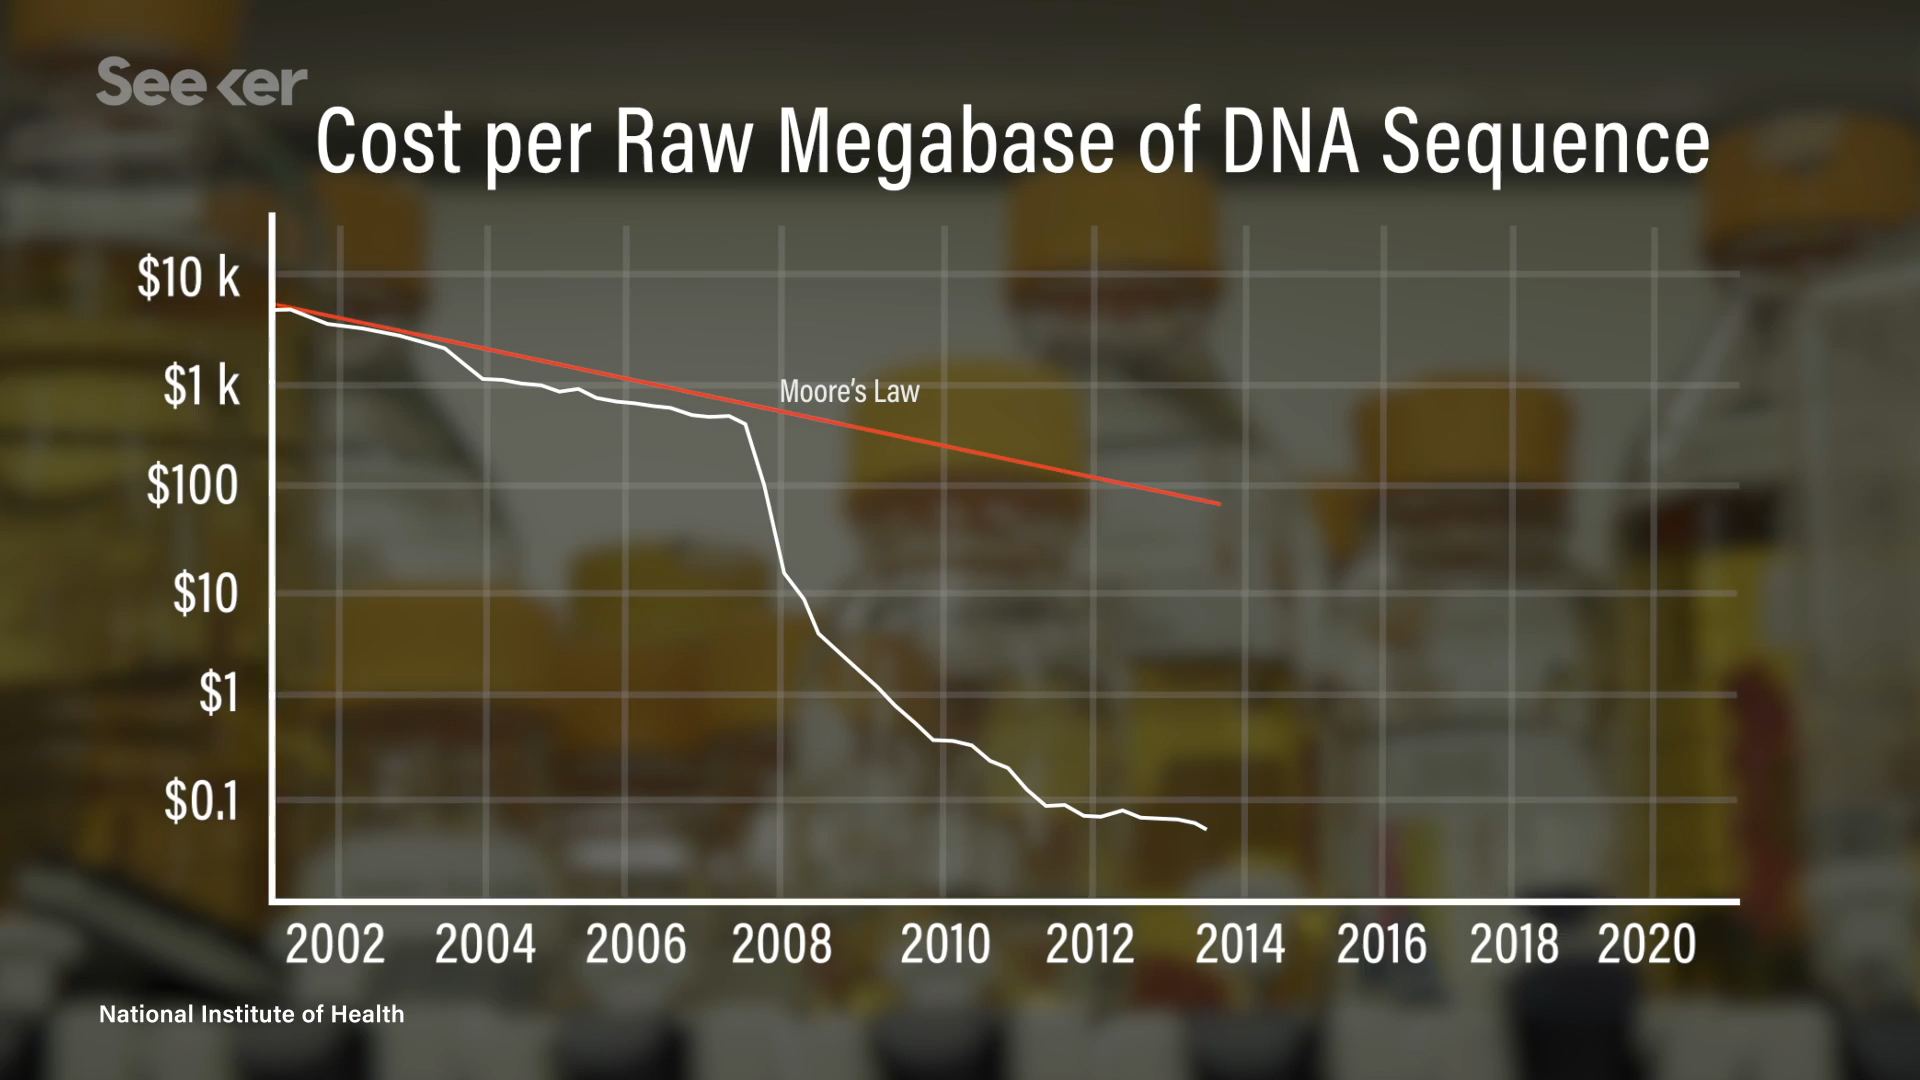 Seeker
Cost per Raw Megabase of DNA Sequence
$10 k
$1 k
$100
$10
$1
$0.1
Moore's Law
2002 2004 2006 2008 2010 2012 2014 2016 2018 2020
National Institute of Health